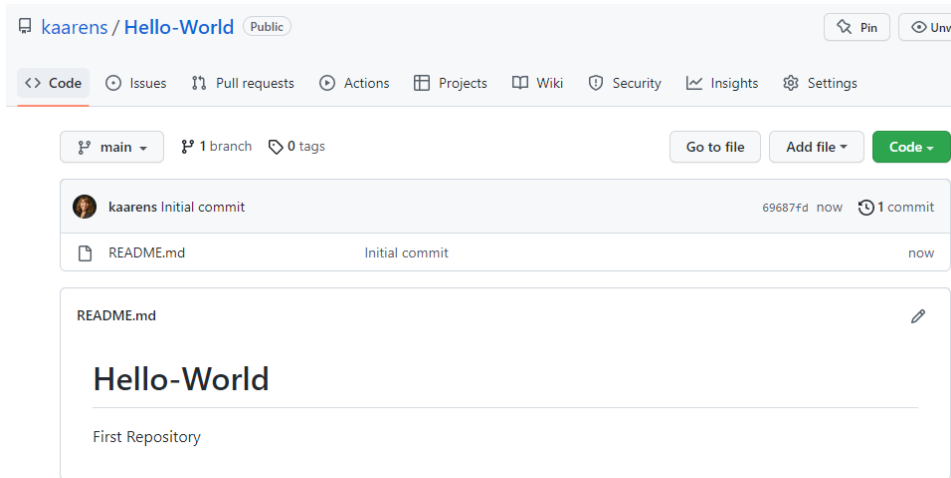 kaarens / Hello-World Public Pin Unw
<> Code Issues Pull requests Actions Projects Wiki Security Insights Settings
main 1 branch 0 tags Go to file Add file Code
kaarens Initial commit 69687fd now 1 commit
README.md Initial commit now
README.md
Hello-World
First Repository